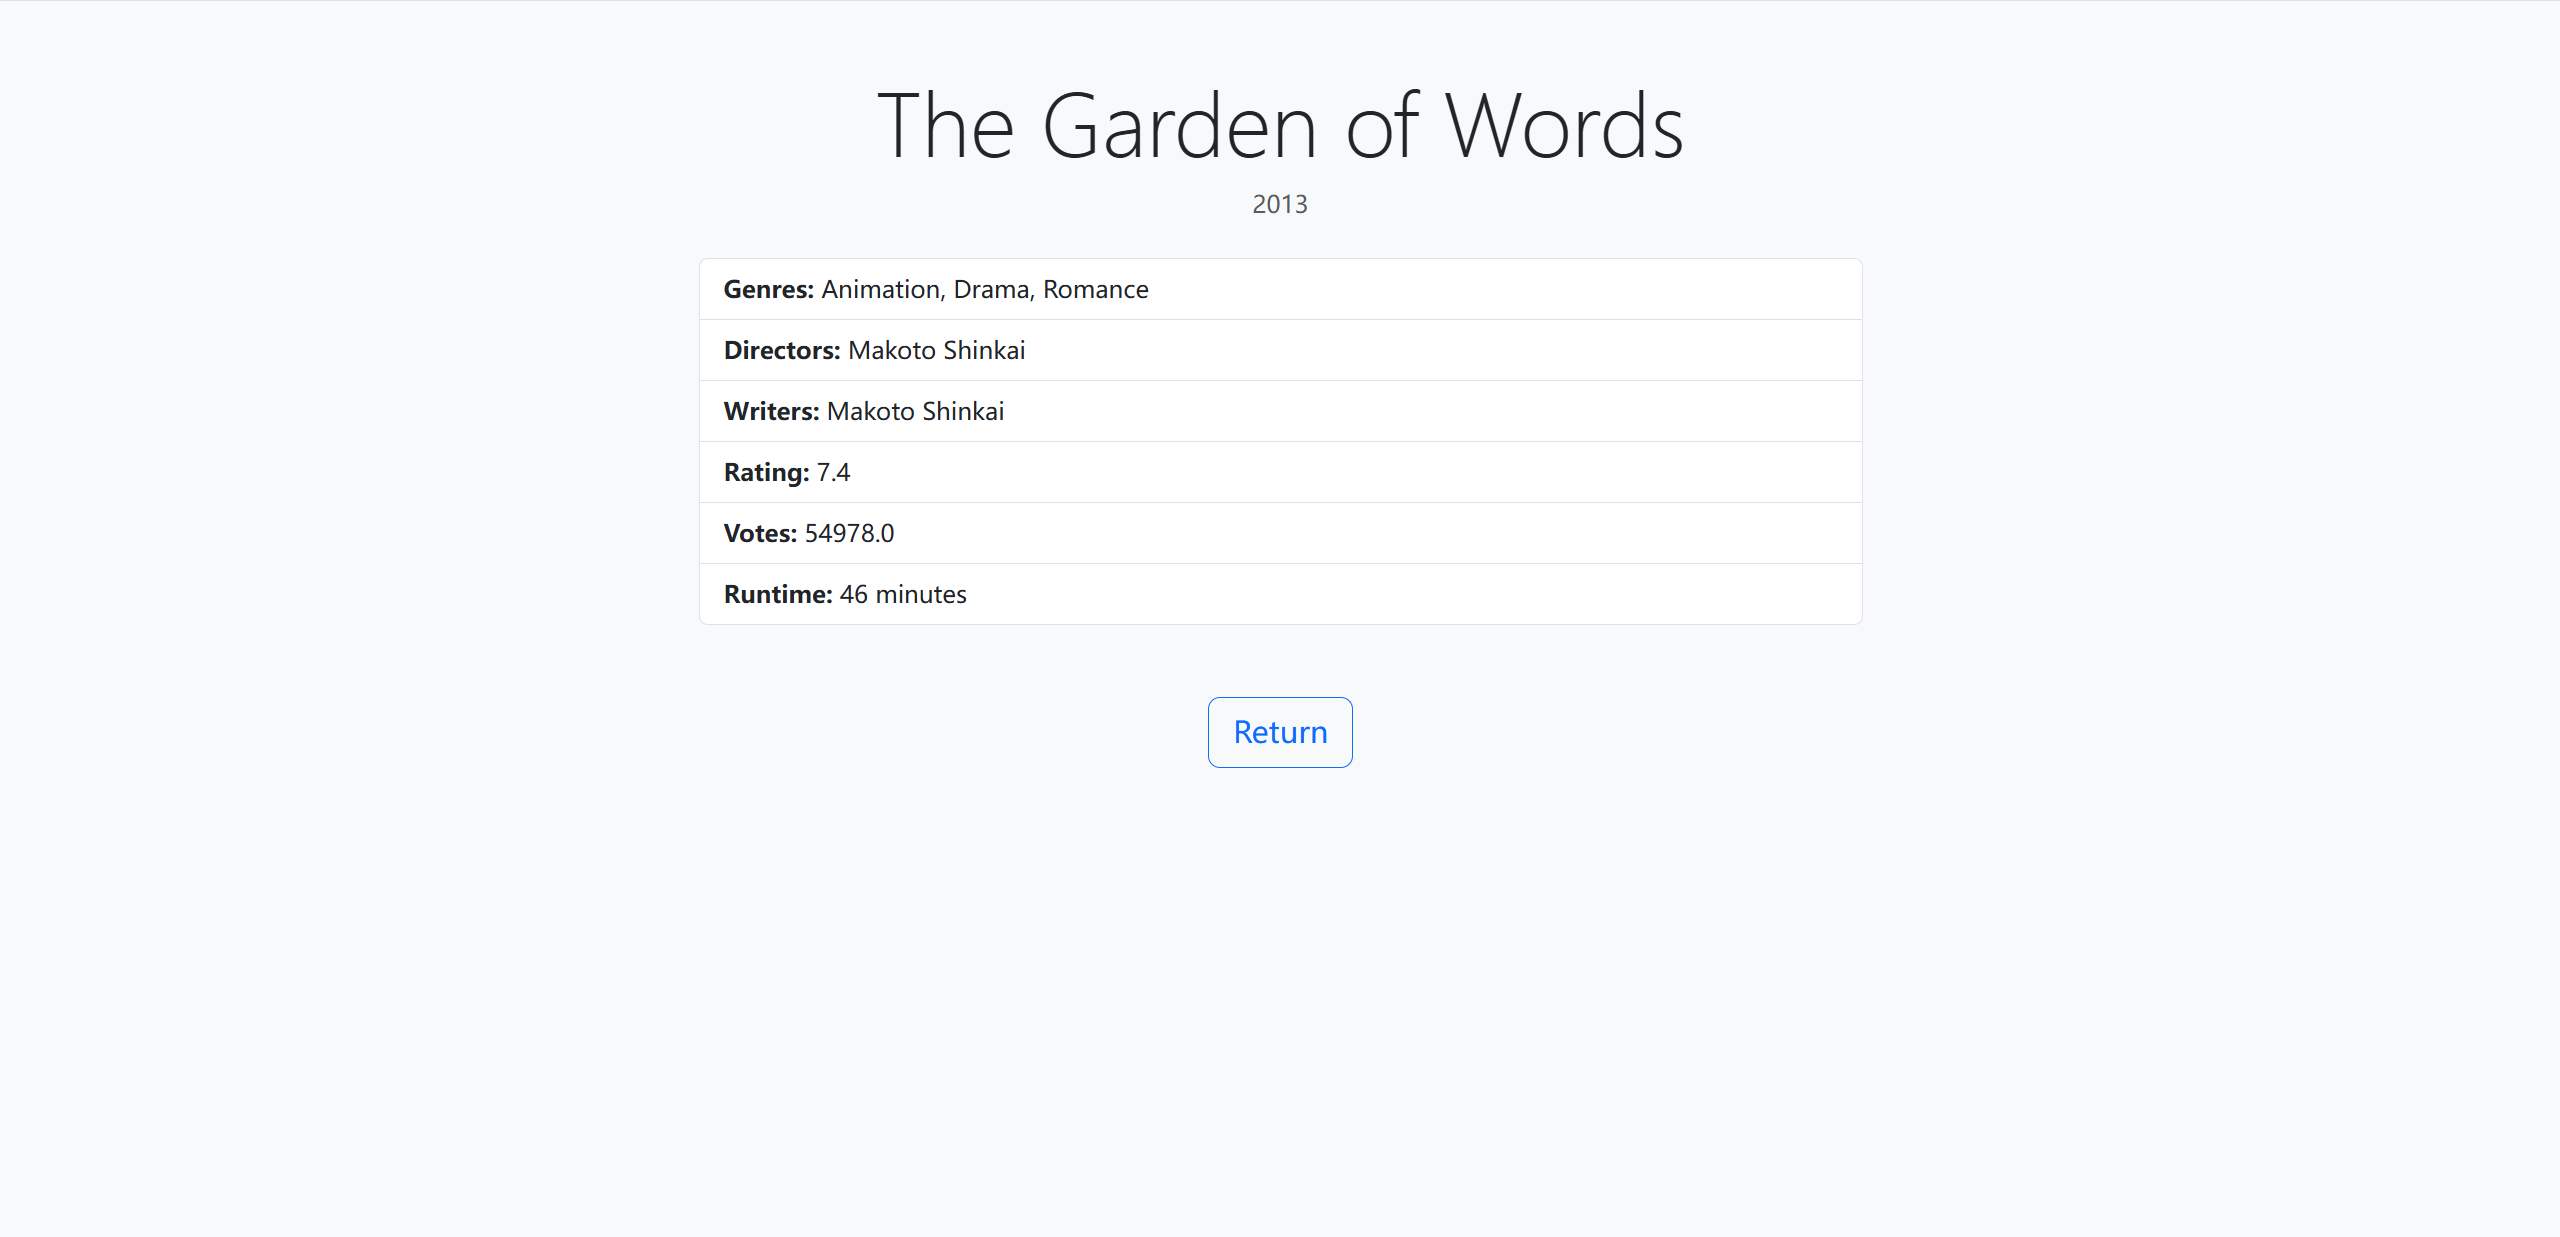 The Garden of Words
2013
Genres: Animation, Drama, Romance
Directors: Makoto Shinkai
Writers: Makoto Shinkai
Rating: 7.4
Votes: 54978.0
Runtime: 46 minutes
Return